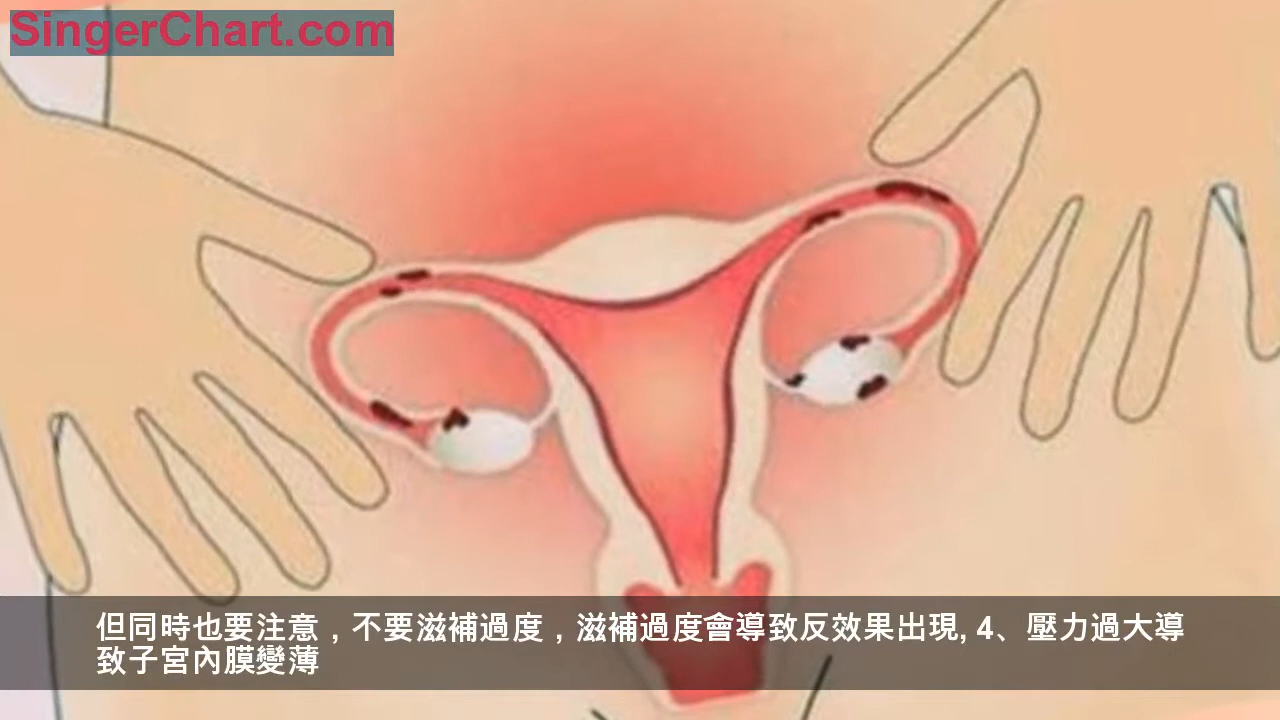 SingerChart.com
但同時也要注意，不要滋補過度，滋補過度會導致反效果出現, 4、壓力過大導
致子宮內膜變薄